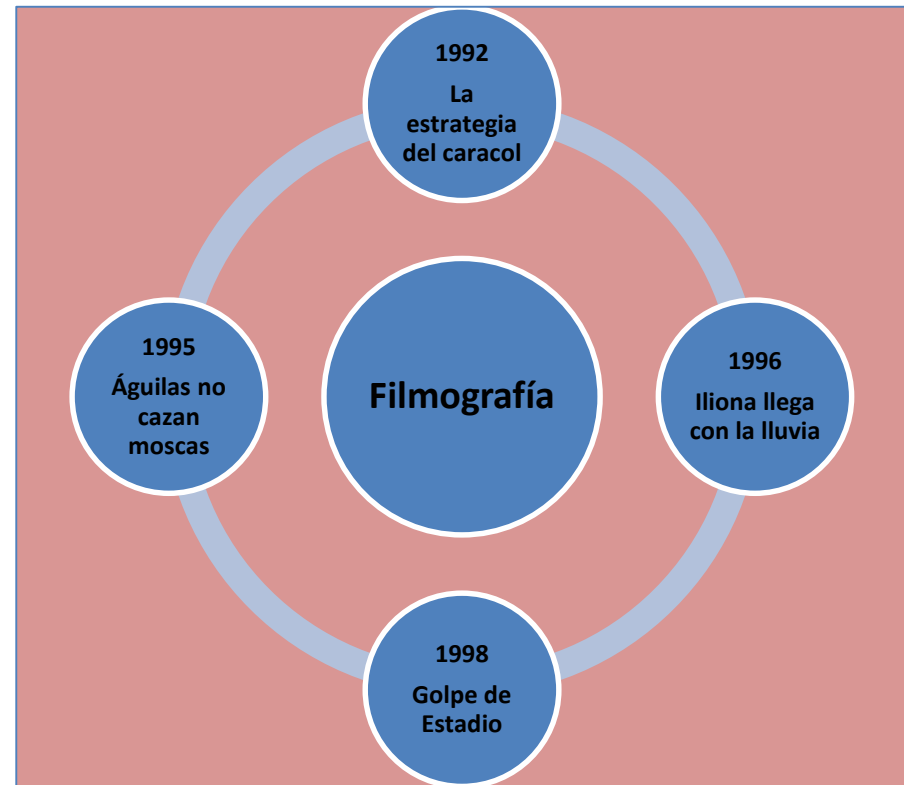 1992
La
estrategia
del caracol
1995
Águilas no
cazan
moscas
Filmografía
1996
Iliona llega
con la lluvia
1998
Golpe de
Estadio